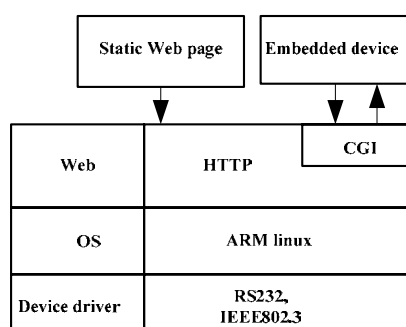 Static Web page
Embedded device
CGI
Web
HTTP
OS
ARM linux
Device driver
RS232,
IEEE802.3